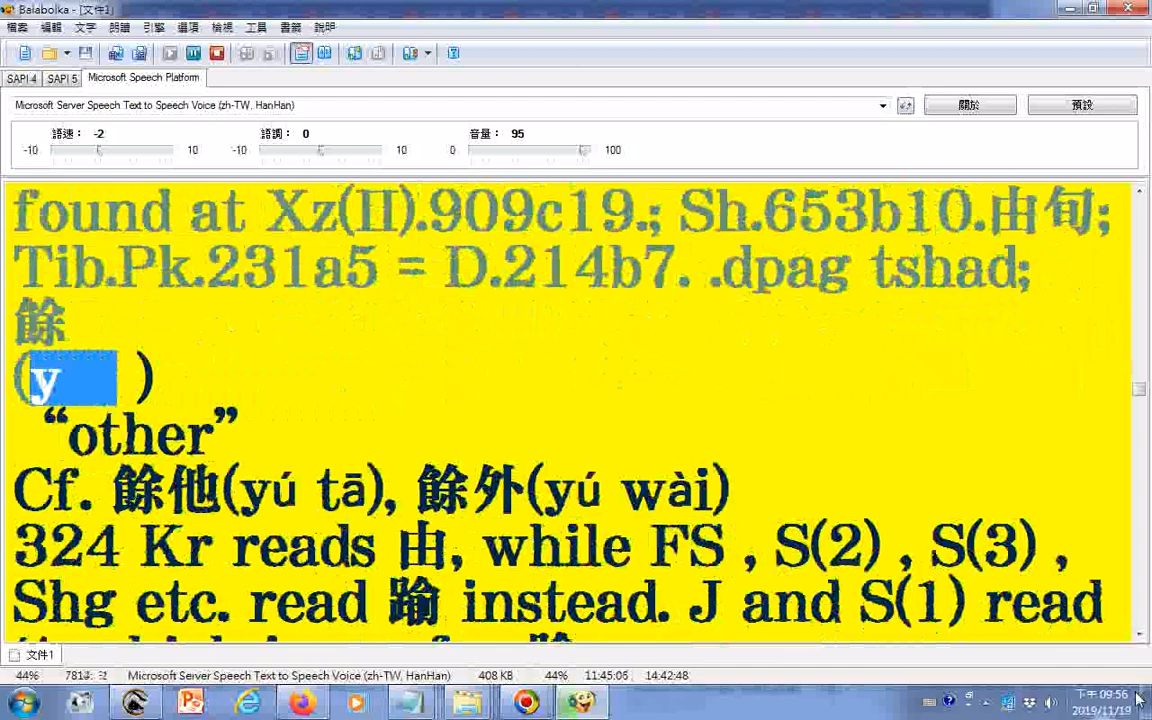 Balabolka - [文件1]
檔案 編輯 文字 朗讀 引擎 選項 檢視 工具 書籤 說明
SAPI 4 SAPI 5 Microsoft Speech Platform
Microsoft Server Speech Text to Speech Voice (zh-TW, HanHan) 關於 預設
語速： -2 語調： 0 音量： 95
-10 10 -10 10 0 100
found at Xz(II).909c19.; Sh.653b10.由旬;
Tib.Pk.231a5 = D.214b7. .dpag tshad;
餘
(y )
“other”
Cf. 餘他(yú tā), 餘外(yú wài)
324 Kr reads 由, while FS , S(2) , S(3) ,
Shg etc. read 踰 instead. J and S(1) read
文件1
44% Microsoft Server Speech Text to Speech Voice (zh-TW, HanHan) 408 KB 44% 11:45:06 14:42:48
下午 09:56
2019/11/19